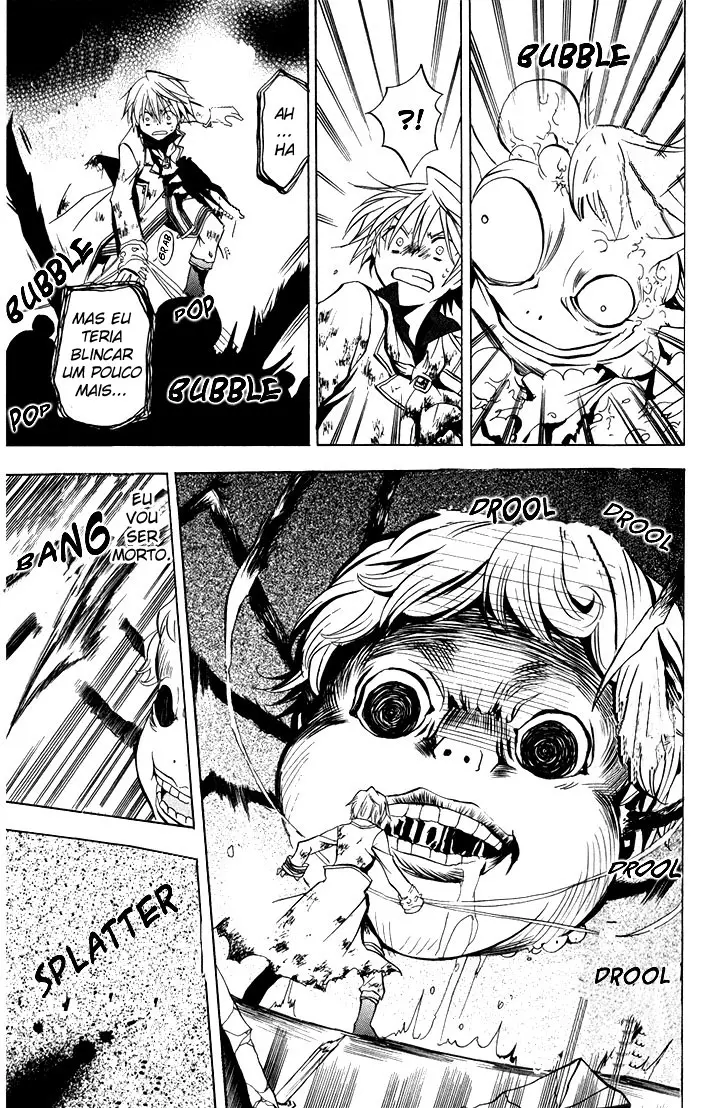 BUBBLE
?!
AH
...
HA
GRAB
BUBBLE
POP
MAS EU
TERIA
BLINCAR
UM POUCO
MAIS...
BUBBLE
POP
DROOL
DROOL
EU
VOU
SER
MORTO.
BANG
DROOL
DROOL
SPLATTER